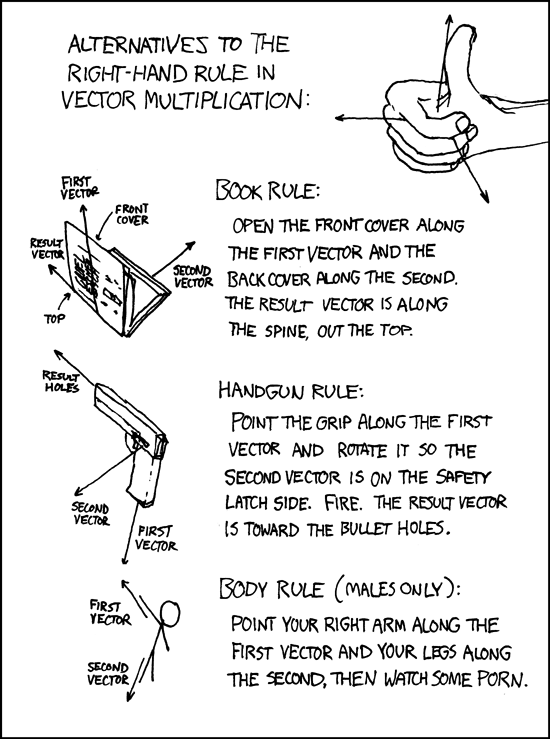 ALTERNATIVES TO THE
RIGHT-HAND RULE IN
VECTOR MULTIPLICATION:
BOOK RULE:
OPEN THE FRONT COVER ALONG
THE FIRST VECTOR AND THE
BACK COVER ALONG THE SECOND.
THE RESULT VECTOR IS ALONG
THE SPINE, OUT THE TOP.
FIRST
VECTOR
FRONT
COVER
RESULT
VECTOR
SECOND
VECTOR
TOP
HANDGUN RULE:
POINT THE GRIP ALONG THE FIRST
VECTOR AND ROTATE IT SO THE
SECOND VECTOR IS ON THE SAFETY
LATCH SIDE. FIRE. THE RESULT VECTOR
IS TOWARD THE BULLET HOLES.
RESULT
HOLES
SECOND
VECTOR
FIRST
VECTOR
BODY RULE (MALES ONLY):
POINT YOUR RIGHT ARM ALONG THE
FIRST VECTOR AND YOUR LEGS ALONG
THE SECOND, THEN WATCH SOME PORN.
FIRST
VECTOR
SECOND
VECTOR